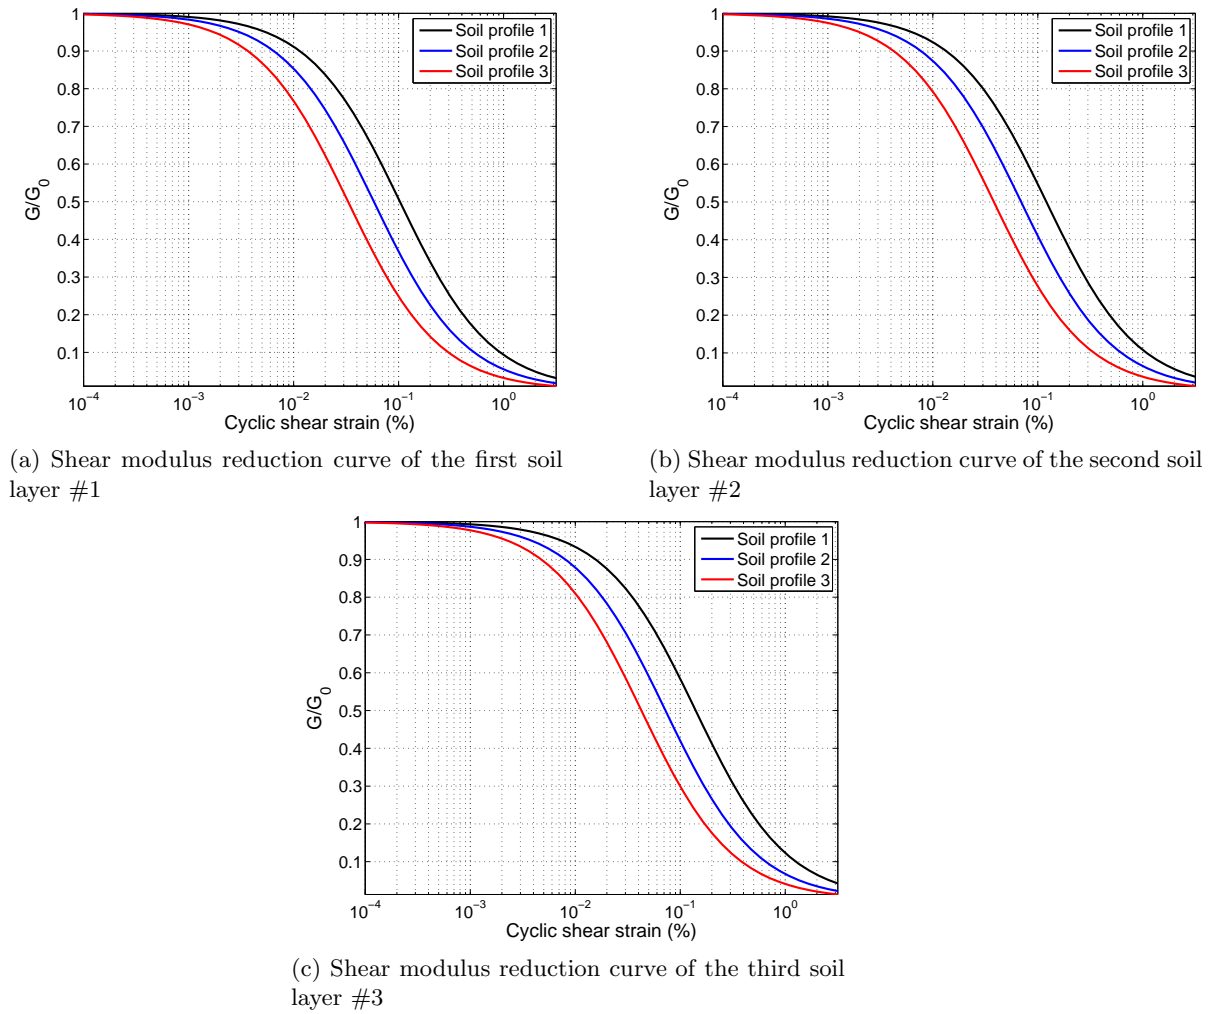 1
0.9
0.8
0.7
0.6
0.5
0.4
0.3
0.2
0.1
G/G0
10−4 10−3 10−2 10−1 100
Cyclic shear strain (%)
Soil profile 1
Soil profile 2
Soil profile 3
(a) Shear modulus reduction curve of the first soil
layer #1
1
0.9
0.8
0.7
0.6
0.5
0.4
0.3
0.2
0.1
G/G0
10−4 10−3 10−2 10−1 100
Cyclic shear strain (%)
Soil profile 1
Soil profile 2
Soil profile 3
(b) Shear modulus reduction curve of the second soil
layer #2
1
0.9
0.8
0.7
0.6
0.5
0.4
0.3
0.2
0.1
G/G0
10−4 10−3 10−2 10−1 100
Cyclic shear strain (%)
Soil profile 1
Soil profile 2
Soil profile 3
(c) Shear modulus reduction curve of the third soil
layer #3